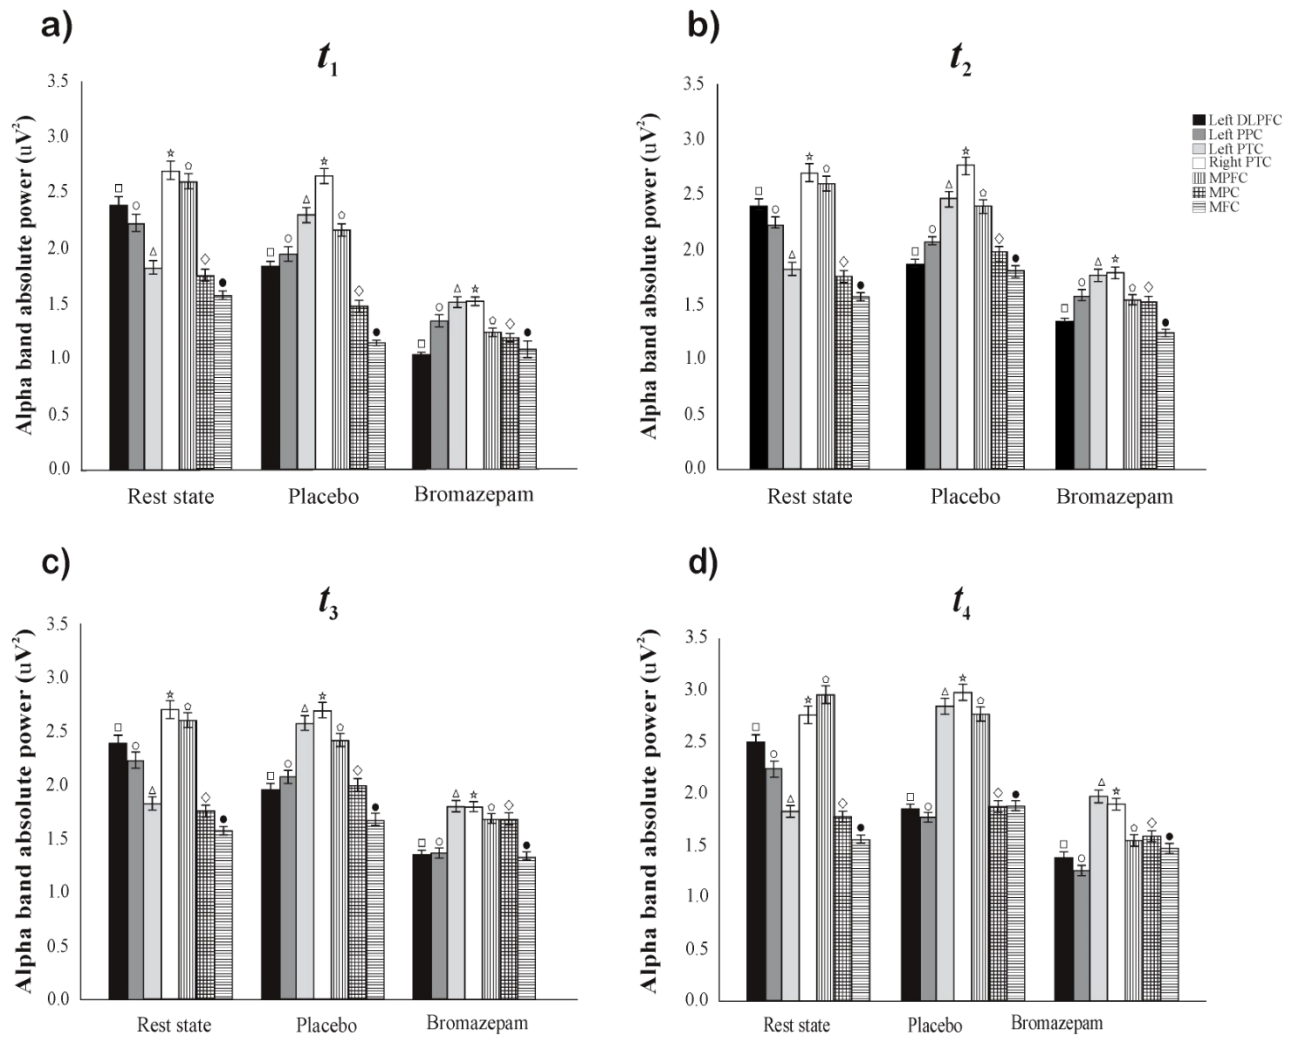 a)
t1
Alpha band absolute power (uV²)
3.5
3.0
2.5
2.0
1.5
1.0
0.5
0.0
Rest state Placebo Bromazepam
b)
t2
Alpha band absolute power (uV²)
3.5
3.0
2.5
2.0
1.5
1.0
0.5
0.0
Rest state Placebo Bromazepam
Left DLPFC
Left PPC
Left PTC
Right PTC
MPFC
MPC
MFC
c)
t3
Alpha band absolute power (uV²)
3.5
3.0
2.5
2.0
1.5
1.0
0.5
0.0
Rest state Placebo Bromazepam
d)
t4
Alpha band absolute power (uV²)
3.5
3.0
2.5
2.0
1.5
1.0
0.5
0.0
Rest state Placebo Bromazepam